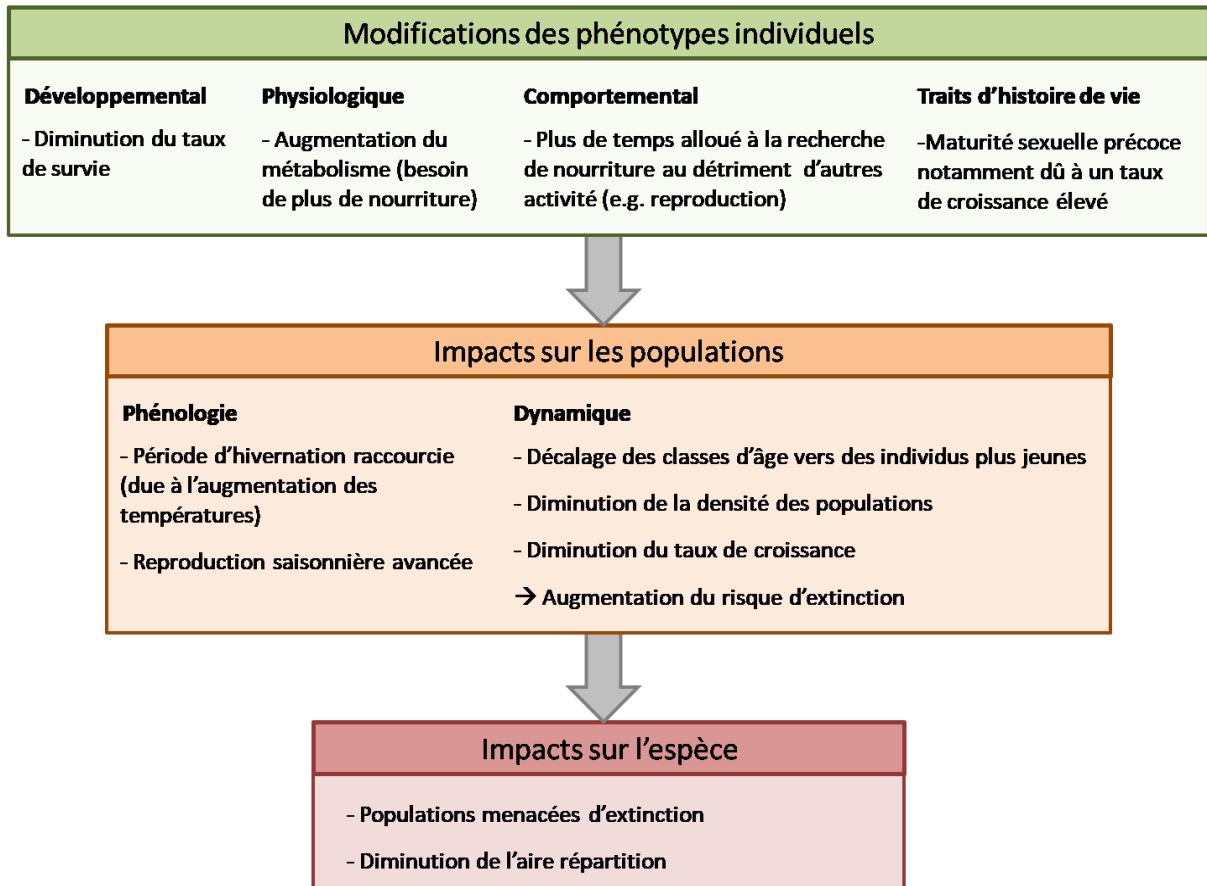 Modifications des phénotypes individuels
Développemental
- Diminution du taux
de survie
Physiologique
- Augmentation du
métabolisme (besoin
de plus de nourriture)
Comportemental
- Plus de temps alloué à la recherche
de nourriture au détriment d'autres
activité (e.g. reproduction)
Traits d'histoire de vie
-Maturité sexuelle précoce
notamment dû à un taux
de croissance élevé
Impacts sur les populations
Phénologie
- Période d'hivernation raccourcie
(due à l'augmentation des
températures)
- Reproduction saisonnière avancée
Dynamique
- Décalage des classes d'âge vers des individus plus jeunes
- Diminution de la densité des populations
- Diminution du taux de croissance
→ Augmentation du risque d'extinction
Impacts sur l'espèce
- Populations menacées d'extinction
- Diminution de l'aire répartition